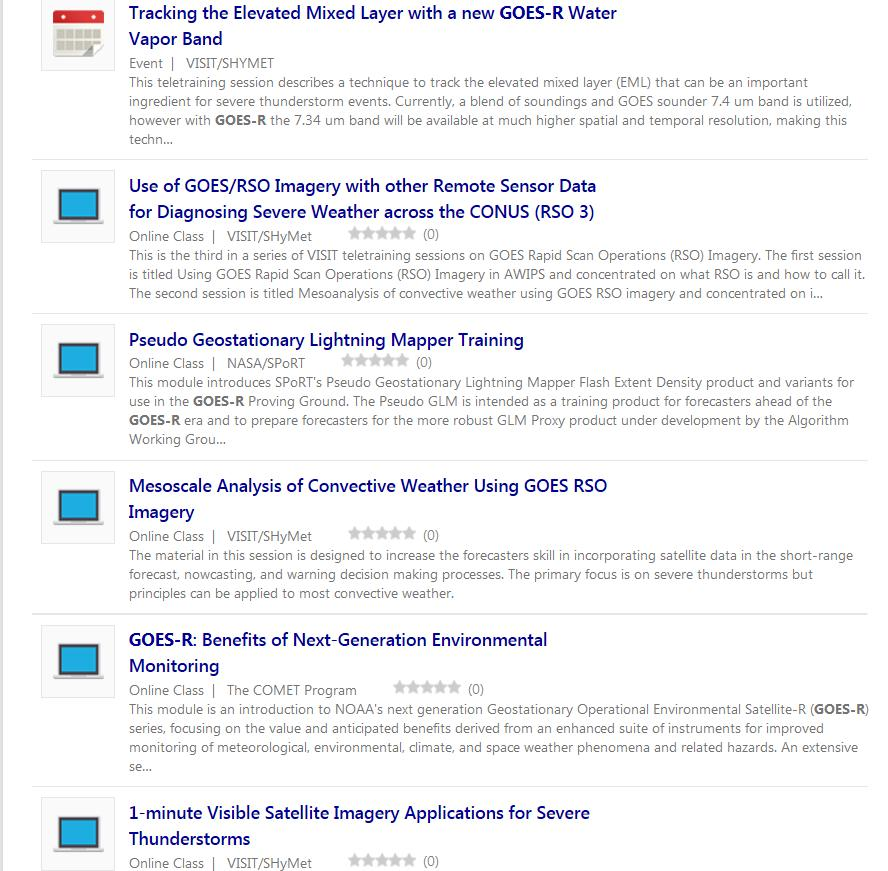 Tracking the Elevated Mixed Layer with a new GOES-R Water
Vapor Band
Event | VISIT/SHYMET
This teletraining session describes a technique to track the elevated mixed layer (EML) that can be an important
ingredient for severe thunderstorm events. Currently, a blend of soundings and GOES sounder 7.4 um band is utilized,
however with GOES-R the 7.34 um band will be available at much higher spatial and temporal resolution, making this
techn...
Use of GOES/RSO Imagery with other Remote Sensor Data
for Diagnosing Severe Weather across the CONUS (RSO 3)
Online Class | VISIT/SHyMet (0)
This is the third in a series of VISIT teletraining sessions on GOES Rapid Scan Operations (RSO) Imagery. The first session
is titled Using GOES Rapid Scan Operations (RSO) Imagery in AWIPS and concentrated on what RSO is and how to call it.
The second session is titled Mesoanalysis of convective weather using GOES RSO imagery and concentrated on i...
Pseudo Geostationary Lightning Mapper Training
Online Class | NASA/SPoRT (0)
This module introduces SPoRT's Pseudo Geostationary Lightning Mapper Flash Extent Density product and variants for
use in the GOES-R Proving Ground. The Pseudo GLM is intended as a training product for forecasters ahead of the
GOES-R era and to prepare forecasters for the more robust GLM Proxy product under development by the Algorithm
Working Grou...
Mesoscale Analysis of Convective Weather Using GOES RSO
Imagery
Online Class | VISIT/SHyMet (0)
The material in this session is designed to increase the forecasters skill in incorporating satellite data in the short-range
forecast, nowcasting, and warning decision making processes. The primary focus is on severe thunderstorms but
principles can be applied to most convective weather.
GOES-R: Benefits of Next-Generation Environmental
Monitoring
Online Class | The COMET Program (0)
This module is an introduction to NOAA's next generation Geostationary Operational Environmental Satellite-R (GOES-R)
series, focusing on the value and anticipated benefits derived from an enhanced suite of instruments for improved
monitoring of meteorological, environmental, climate, and space weather phenomena and related hazards. An extensive
se...
1-minute Visible Satellite Imagery Applications for Severe
Thunderstorms
Online Class | VISIT/SHyMet (0)